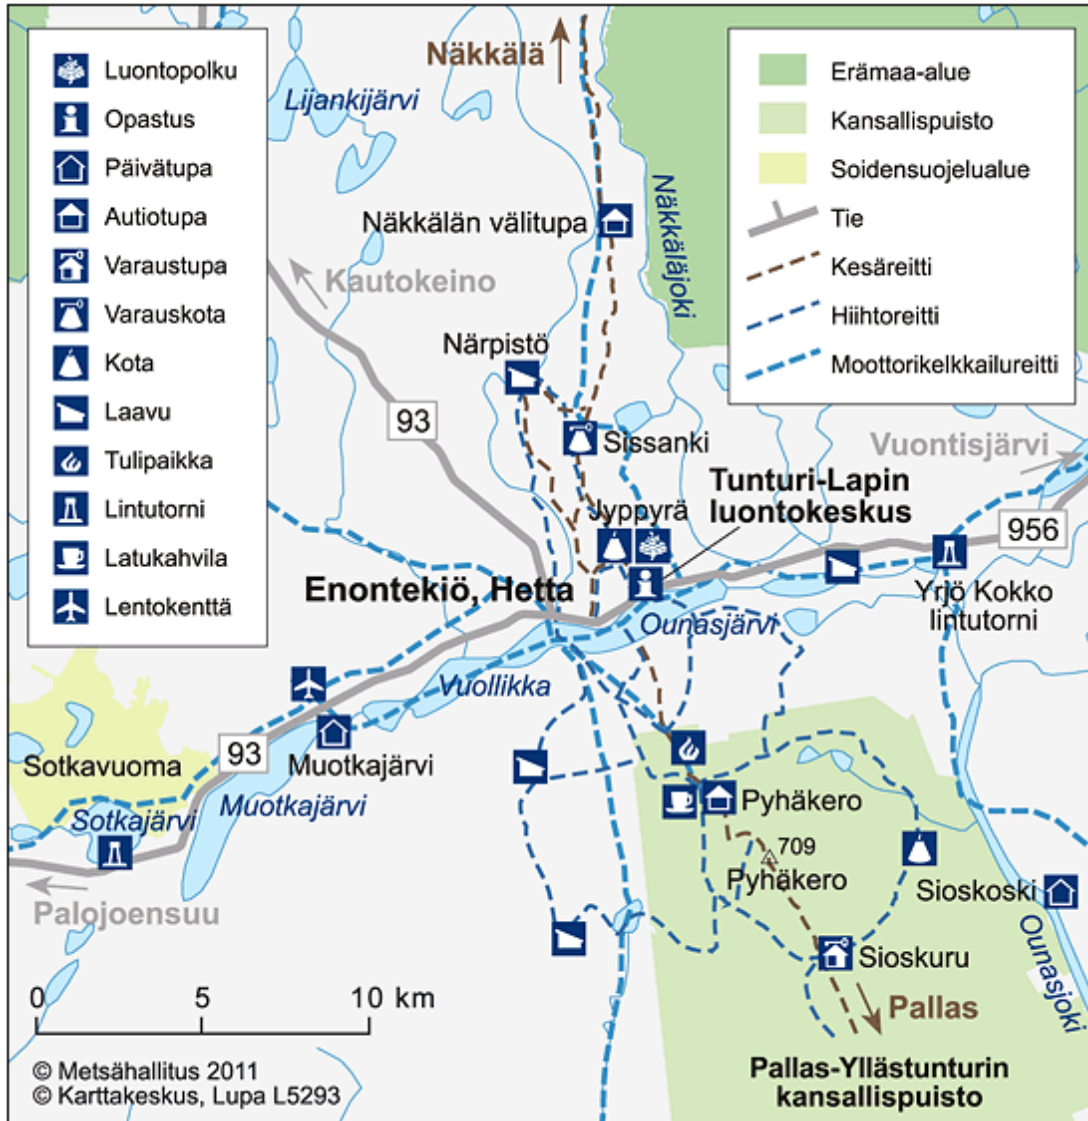 Luontopolku
Opastus
Päivätupa
Autiotupa
Varaustupa
Varauskota
Kota
Laavu
Tulipaikka
Lintutorni
Latukahvila
Lentokenttä
Erämaa-alue
Kansallispuisto
Soidensuojelualue
Tie
Kesäreitti
Hiihtoreitti
Moottorikelkkailureitti
Näkkälä
Lijankijärvi
Näkkälän välitupa
Näkkäläjoki
Kautokeino
Närpistö
93
Sissanki
Vuontisjärvi
Tunturi-Lapin
luontokeskus
Jyppyrä
956
Enontekiö, Hetta
Yrjö Kokko
lintutorni
Ounasjärvi
Vuollikka
93
Muotkajärvi
Sotkavuoma
Muotkajärvi
Sotkajärvi
Pyhäkero
709
Pyhäkero
Sioskoski
Palojoensuu
Ounasjoki
Sioskuru
Pallas
0 5 10 km
Pallas-Yllästunturin
kansallispuisto
© Metsähallitus 2011
© Karttakeskus, Lupa L5293